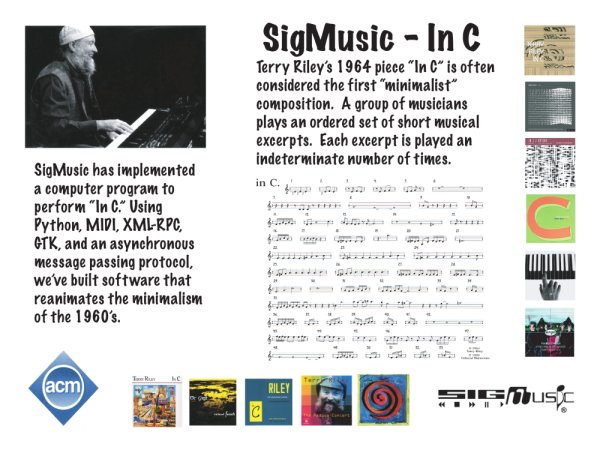 SigMusic - In C
Terry Riley's 1964 piece "In C" is often
considered the first "minimalist"
composition. A group of musicians
plays an ordered set of short musical
excerpts. Each excerpt is played an
indeterminate number of times.
SigMusic has implemented
a computer program to
perform "In C." Using
Python, MIDI, XML-RPC,
GTK, and an asynchronous
message passing protocol,
we've built software that
reanimates the minimalism
of the 1960's.
in C.
C
acm
TERRY RILEY In C
RILEY
C
Terry Riley
SIGmusic®